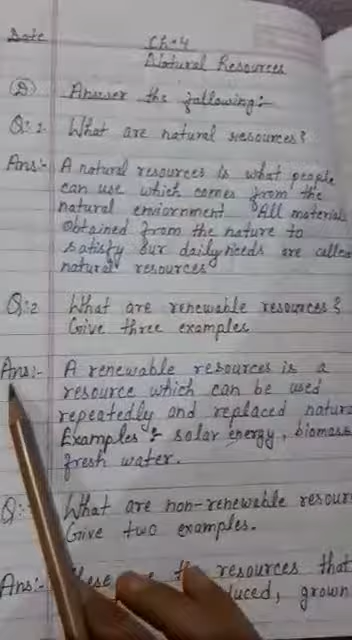 Date
Ch-4
Natural Resources
(D) Answer the following:-
Q:1 What are natural resources?
Ans:- A natural resources is what people
can use which comes from the
natural enviornment. All material
obtained from the nature to
satisfy our daily needs are called
natural resources
Q:2 What are renewable resources?
Give three examples
Ans:- A renewable resources is a
resource which can be used
repeatedly and replaced natura
Examples:- solar energy, biomass
fresh water.
Q: What are non-renewable resour
Give two examples.
Ans:- resources that
grown